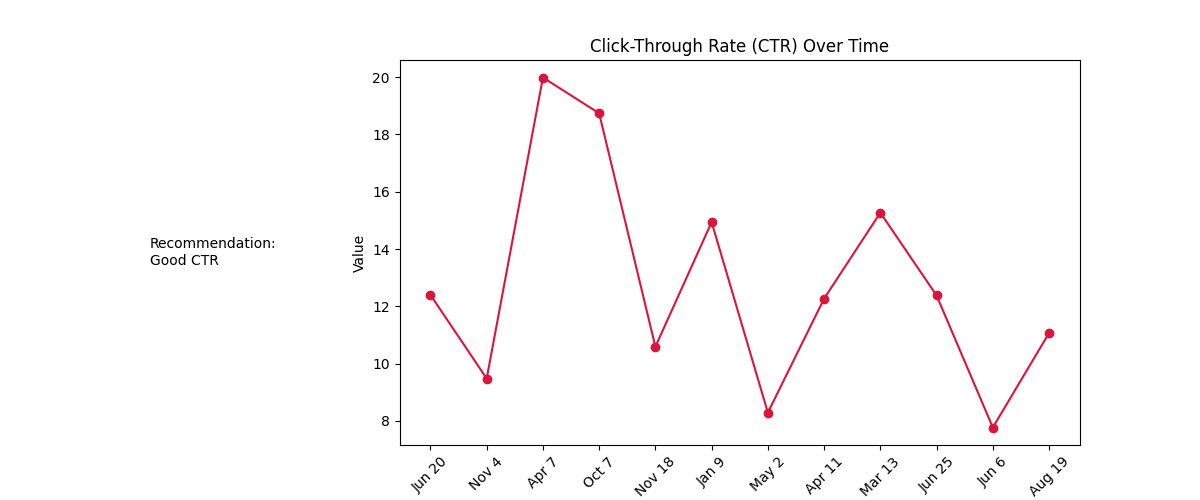 Click-Through Rate (CTR) Over Time
Recommendation:
Good CTR
Value
20
18
16
14
12
10
8
Jun 20
Nov 4
Apr 7
Oct 7
Nov 18
Jan 9
May 2
Apr 11
Mar 13
Jun 25
Jun 6
Aug 19